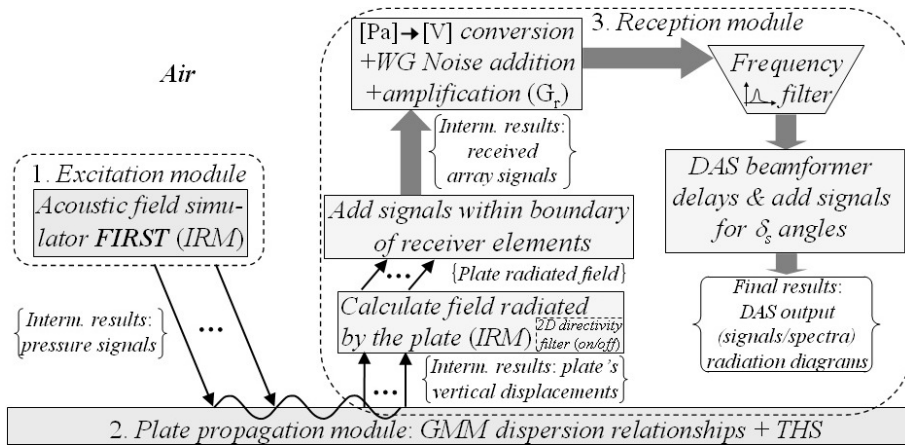 Air
1. Excitation module
Acoustic field simu-
lator FIRST (IRM)
Interm. results:
pressure signals
...
2. Plate propagation module: GMM dispersion relationships + THS
3. Reception module
[Pa]→[V] conversion
+WG Noise addition
+amplification (Gr)
Interm. results:
received
array signals
Add signals within boundary
of receiver elements
...
{Plate radiated field}
Calculate field radiated
by the plate (IRM)
2D directivity
filter (on/off)
...
Interm. results: plate's
vertical displacements
Frequency
filter
DAS beamformer
delays & add signals
for δs angles
Final results:
DAS output
(signals/spectra)
radiation diagrams